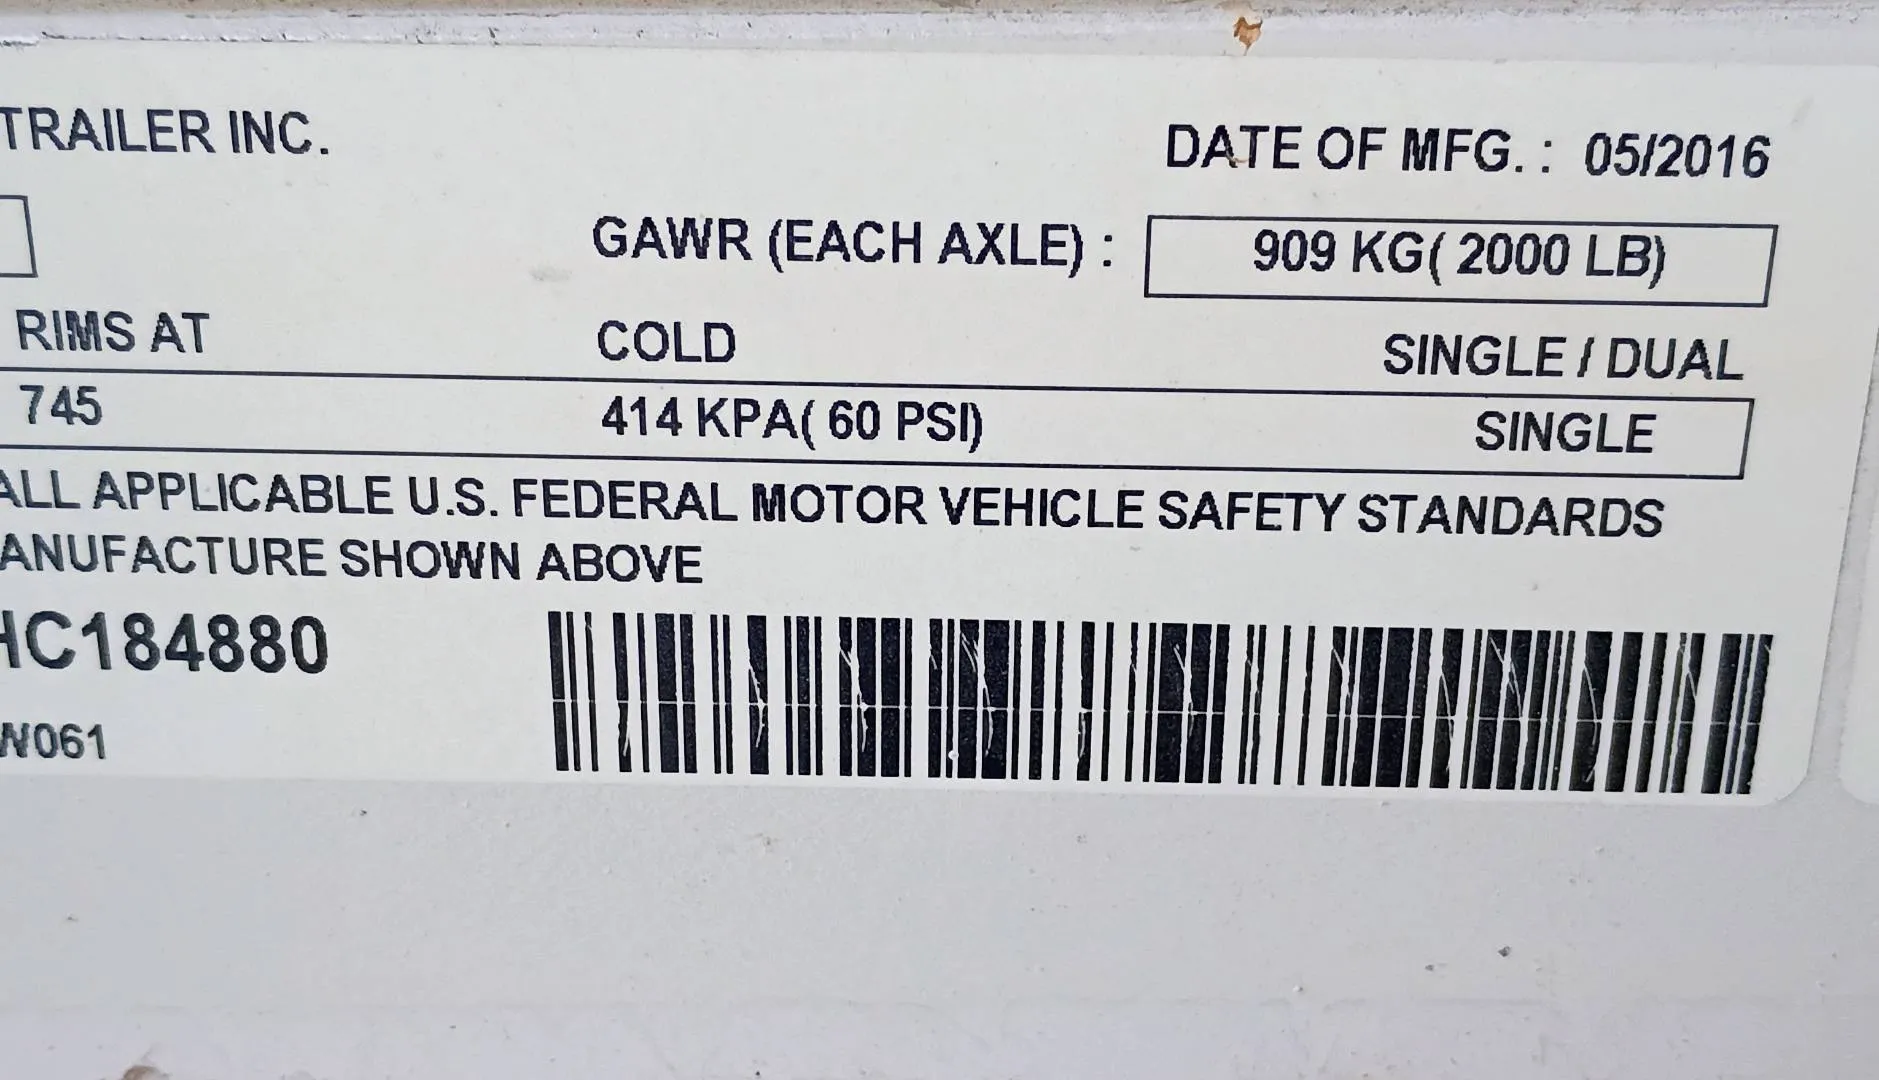 TRAILER INC.
DATE OF MFG. : 05/2016
GAWR (EACH AXLE) : 909 KG( 2000 LB)
RIMS AT COLD SINGLE / DUAL
745 414 KPA( 60 PSI) SINGLE
ALL APPLICABLE U.S. FEDERAL MOTOR VEHICLE SAFETY STANDARDS
ANUFACTURE SHOWN ABOVE
HC184880
W061